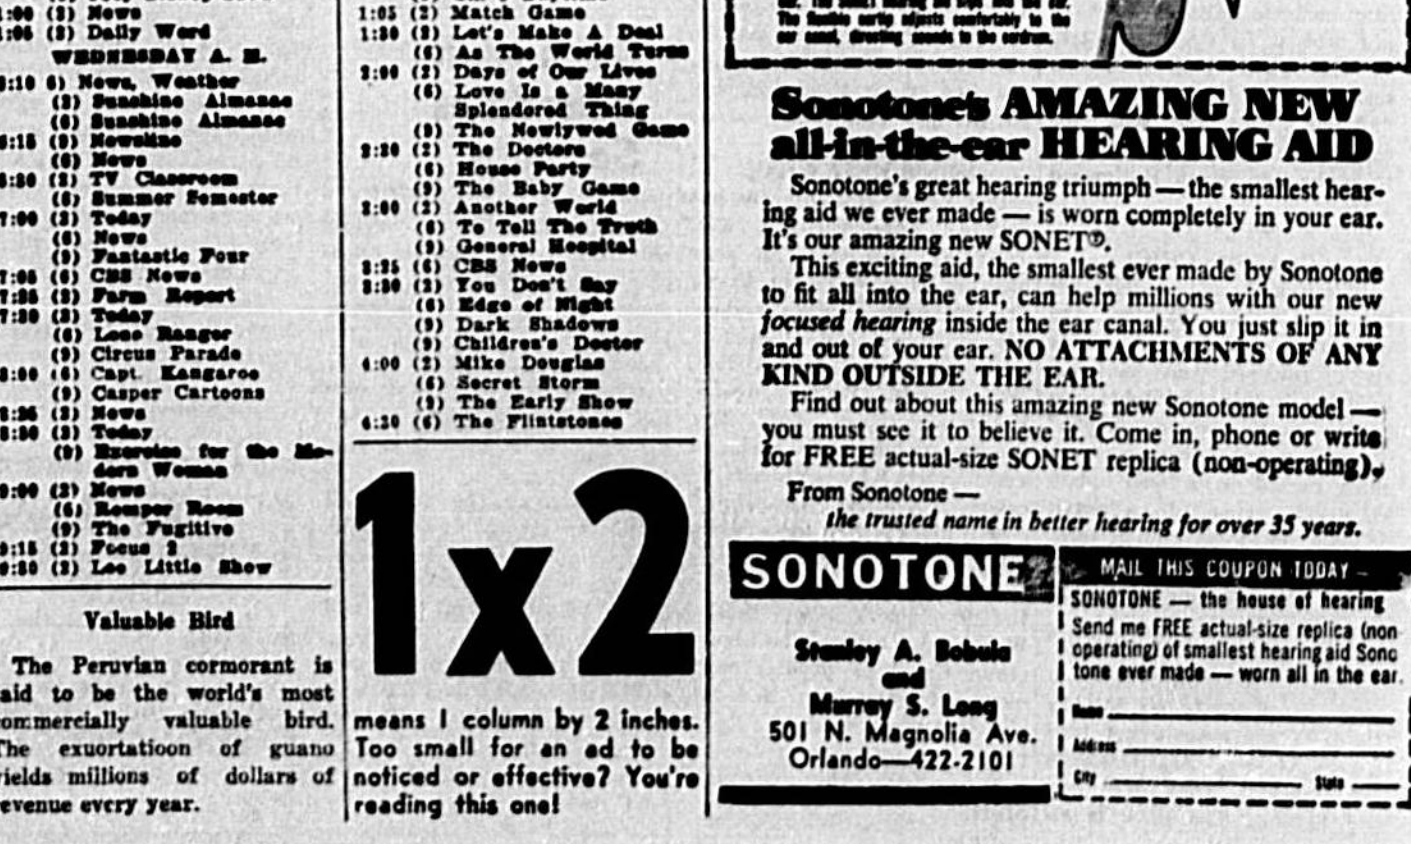 1:00 (2) News
1:05 (2) Daily Word
WEDNESDAY A. M.
6) News, Weather
(2) Sunshine Almanac
(6) Sunshine Almanac
(9) Newsline
(6) News
(2) TV Classroom
(6) Summer Semester
7:00 (2) Today
(6) News
(9) Fantastic Four
7:05 (6) CBS News
(2) Farm Report
7:30 (2) Today
(6) Lone Ranger
(9) Circus Parade
8:00 (6) Capt. Kangaroo
(9) Casper Cartoons
(2) News
8:30 (2) Today
(9) Exercise for the Mo-
dern Woman
9:00 (2) News
(6) Romper Room
(9) The Fugitive
9:15 (2) Focus 2
9:30 (2) Lee Little Show
Valuable Bird
The Peruvian cormorant is
aid to be the world's most
ommercially valuable bird.
The exuortatioon of guano
ields millions of dollars of
evenue every year.
1:05 (2) Match Game
1:30 (2) Let's Make A Deal
(6) As The World Turns
2:00 (2) Days of Our Lives
(6) Love Is a Many
Splendored Thing
(9) The Newlywed Game
2:30 (2) The Doctors
(6) House Party
(9) The Baby Game
3:00 (2) Another World
(6) To Tell The Truth
(9) General Hospital
3:25 (6) CBS News
3:30 (2) You Don't Say
(6) Edge of Night
(9) Dark Shadows
(9) Children's Doctor
4:00 (2) Mike Douglas
(6) Secret Storm
(9) The Early Show
4:30 (6) The Flintstones
1x2
means 1 column by 2 inches.
Too small for an ad to be
noticed or effective? You're
reading this one!
The flexible eartip adjusts comfortably to the
ear canal, directing sounds to the eardrum.
Sonotone's AMAZING NEW
all-in-the-ear HEARING AID
Sonotone's great hearing triumph — the smallest hear-
ing aid we ever made — is worn completely in your ear.
It's our amazing new SONET®.
This exciting aid, the smallest ever made by Sonotone
to fit all into the ear, can help millions with our new
focused hearing inside the ear canal. You just slip it in
and out of your ear. NO ATTACHMENTS OF ANY
KIND OUTSIDE THE EAR.
Find out about this amazing new Sonotone model —
you must see it to believe it. Come in, phone or write
for FREE actual-size SONET replica (non-operating).
From Sonotone —
the trusted name in better hearing for over 35 years.
SONOTONE
Stanley A. Bobula
and
Murray S. Long
501 N. Magnolia Ave.
Orlando—422-2101
MAIL THIS COUPON TODAY —
SONOTONE — the house of hearing
Send me FREE actual-size replica (non
operating) of smallest hearing aid Sono
tone ever made — worn all in the ear.
Name
Address
City State